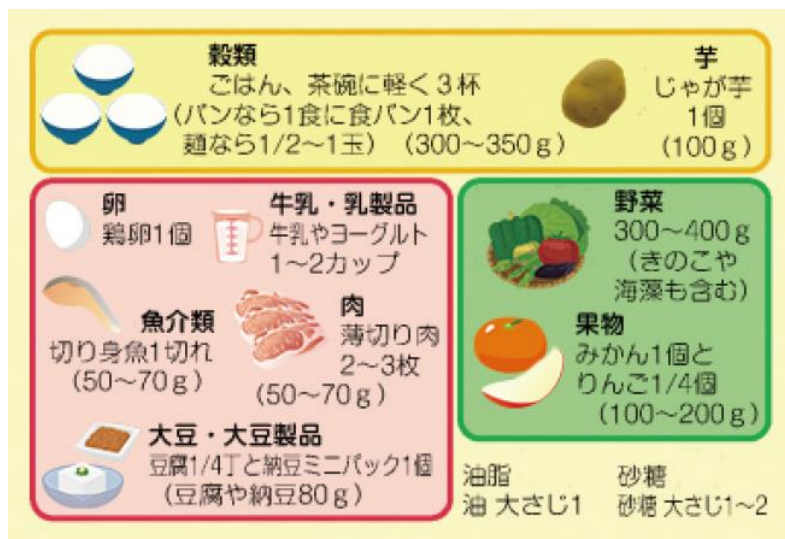 穀類
ごはん、茶碗に軽く3杯
(パンなら1食に食パン1枚、
麺なら1/2〜1玉) (300〜350g)
芋
じゃが芋
1個
(100g)
卵
鶏卵1個
牛乳・乳製品
牛乳やヨーグルト
1〜2カップ
魚介類
切り身魚1切れ
(50〜70g)
肉
薄切り肉
2〜3枚
(50〜70g)
大豆・大豆製品
豆腐1/4丁と納豆ミニパック1個
(豆腐や納豆80g)
野菜
300〜400g
(きのこや
海藻も含む)
果物
みかん1個と
りんご1/4個
(100〜200g)
油脂
油 大さじ1
砂糖
砂糖 大さじ1〜2